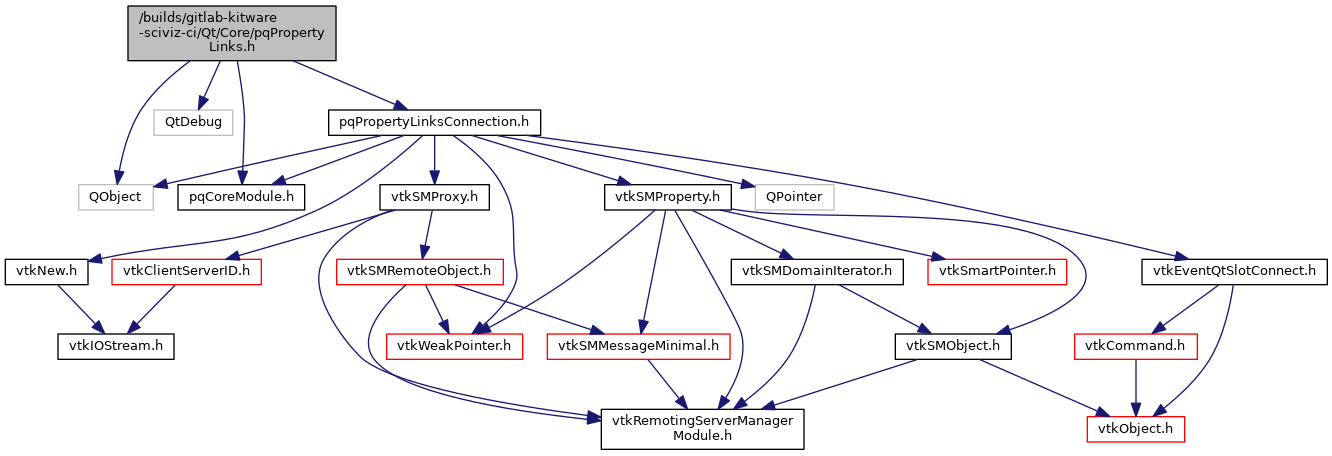 /builds/gitlab-kitware
-sciviz-ci/Qt/Core/pqProperty
Links.h
QtDebug
pqPropertyLinksConnection.h
QObject
pqCoreModule.h
vtkSMProxy.h
vtkSMProperty.h
QPointer
vtkNew.h
vtkClientServerID.h
vtkSMRemoteObject.h
vtkSMDomainIterator.h
vtkSmartPointer.h
vtkEventQtSlotConnect.h
vtkIOStream.h
vtkWeakPointer.h
vtkSMMessageMinimal.h
vtkSMObject.h
vtkCommand.h
vtkRemotingServerManager
Module.h
vtkObject.h